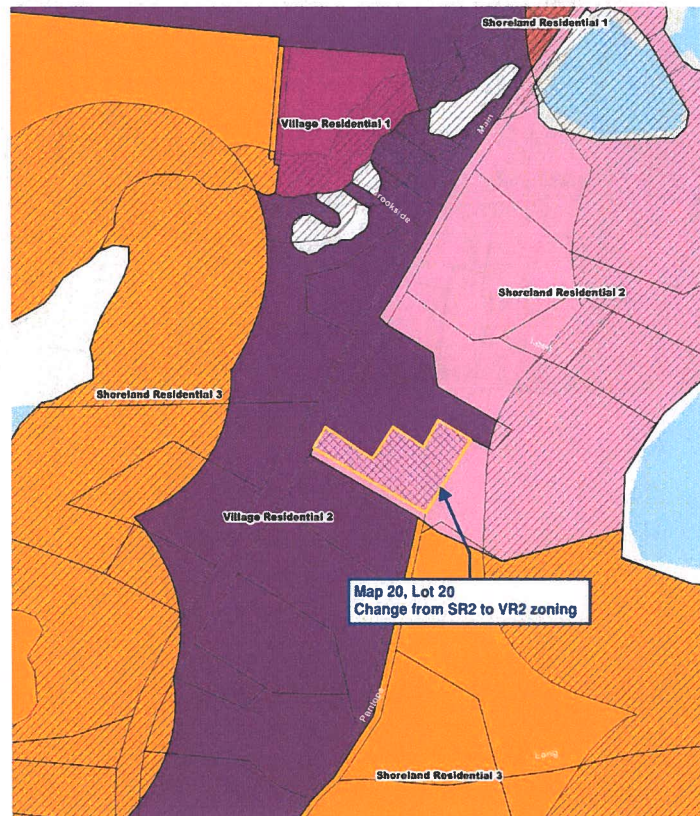 Shoreland Residential 1
Village Residential 1
Main
Brookside
Shoreland Residential 2
Shoreland Residential 3
Village Residential 2
Map 20, Lot 20
Change from SR2 to VR2 zoning
Long
Shoreland Residential 3